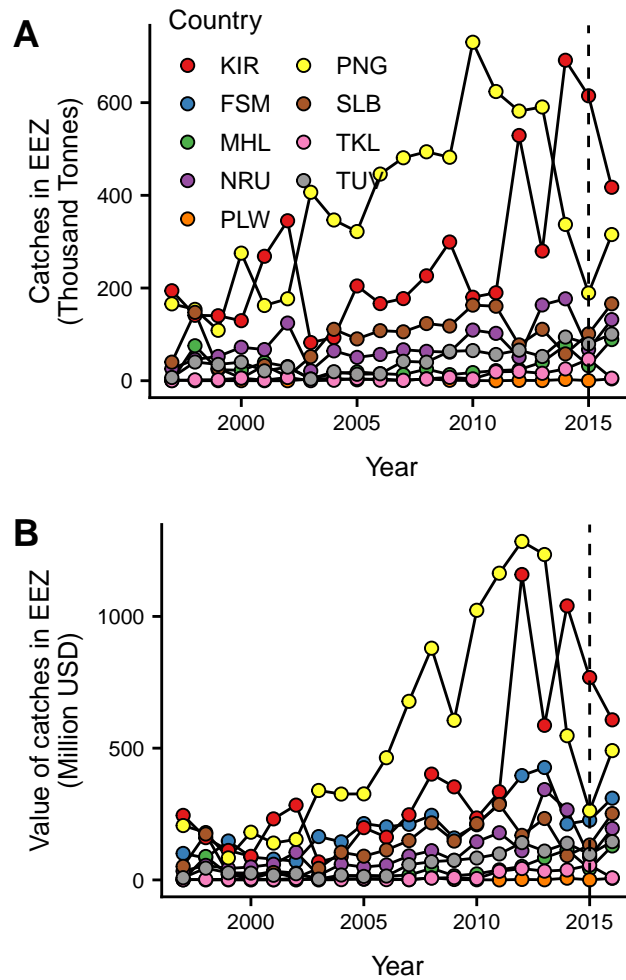 A
Country
KIR PNG
FSM SLB
MHL TKL
NRU TUV
PLW
Catches in EEZ
(Thousand Tonnes)
600
400
200
0
2000 2005 2010 2015
Year
B
Value of catches in EEZ
(Million USD)
1000
500
0
2000 2005 2010 2015
Year